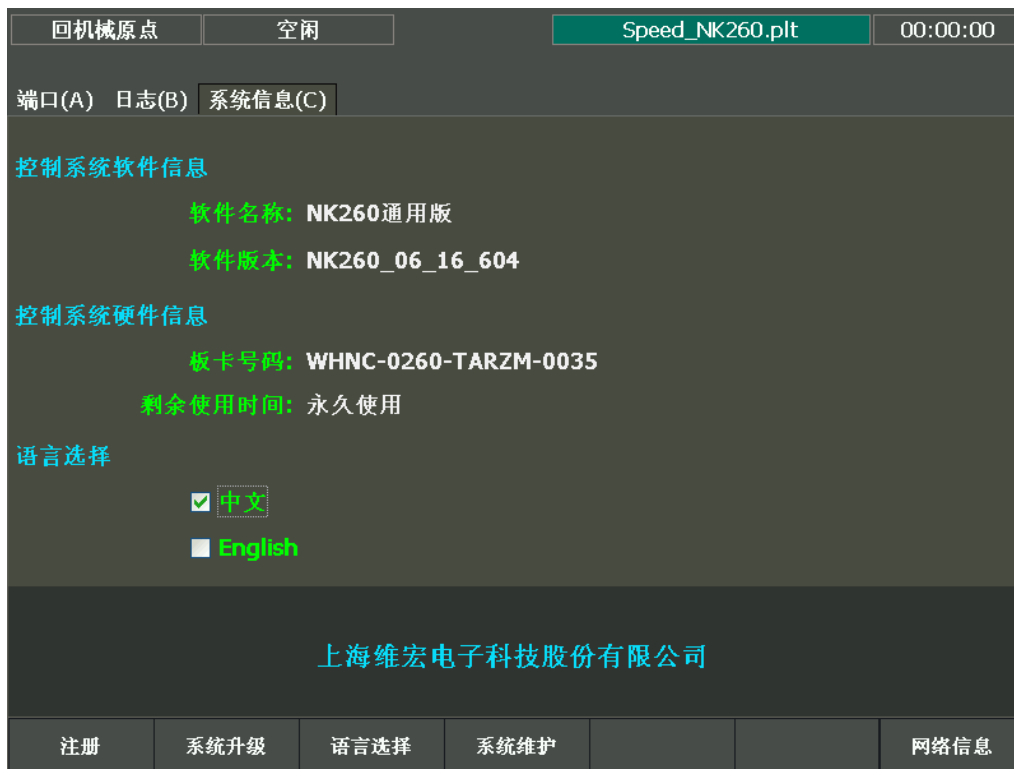 回机械原点 空闲 Speed_NK260.plt 00:00:00
端口(A) 日志(B) 系统信息(C)
控制系统软件信息
软件名称: NK260通用版
软件版本: NK260_06_16_604
控制系统硬件信息
板卡号码: WHNC-0260-TARZM-0035
剩余使用时间: 永久使用
语言选择
中文
English
上海维宏电子科技股份有限公司
注册 系统升级 语言选择 系统维护 网络信息